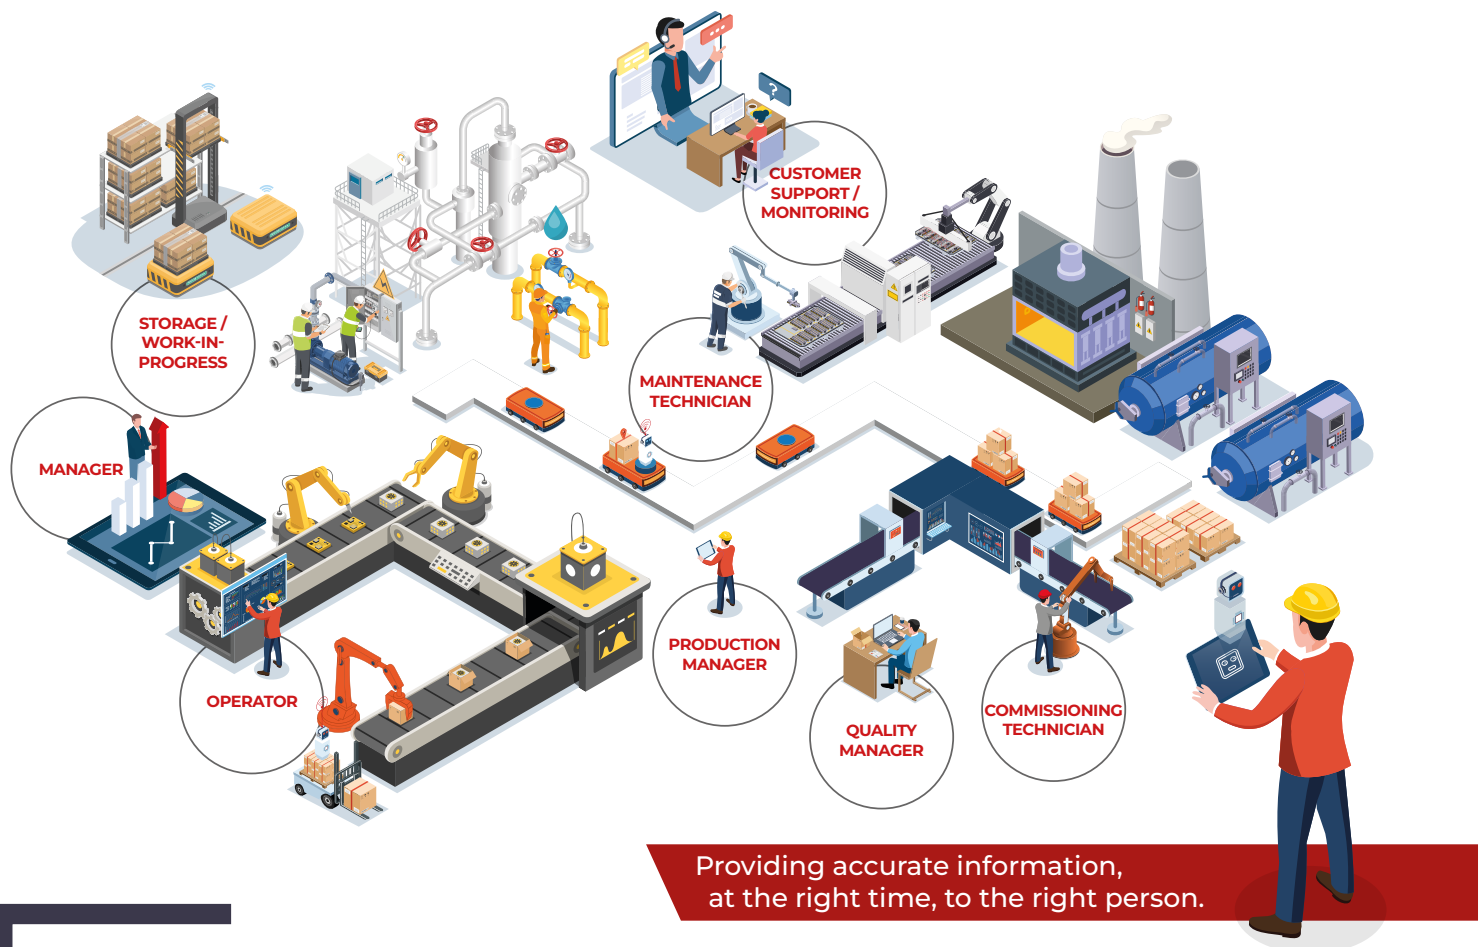 CUSTOMER
SUPPORT /
MONITORING
STORAGE /
WORK-IN-
PROGRESS
MAINTENANCE
TECHNICIAN
MANAGER
OPERATOR
PRODUCTION
MANAGER
QUALITY
MANAGER
COMMISSIONING
TECHNICIAN
Providing accurate information,
at the right time, to the right person.